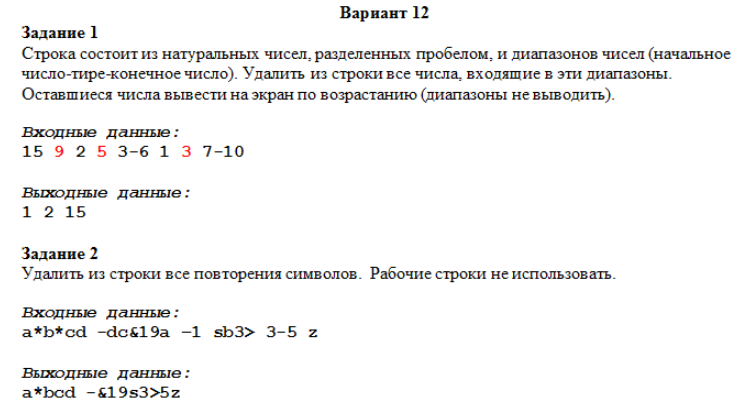 Вариант 12
Задание 1
Строка состоит из натуральных чисел, разделенных пробелом, и диапазонов чисел (начальное
число-тире-конечное число). Удалить из строки все числа, входящие в эти диапазоны.
Оставшиеся числа вывести на экран по возрастанию (диапазоны не выводить).
Входные данные:
15 9 2 5 3-6 1 3 7-10
Выходные данные:
1 2 15
Задание 2
Удалить из строки все повторения символов. Рабочие строки не использовать.
Входные данные:
a*b*cd -dc&19a -1 sb3> 3-5 z
Выходные данные:
a*bcd -&19s3>5z